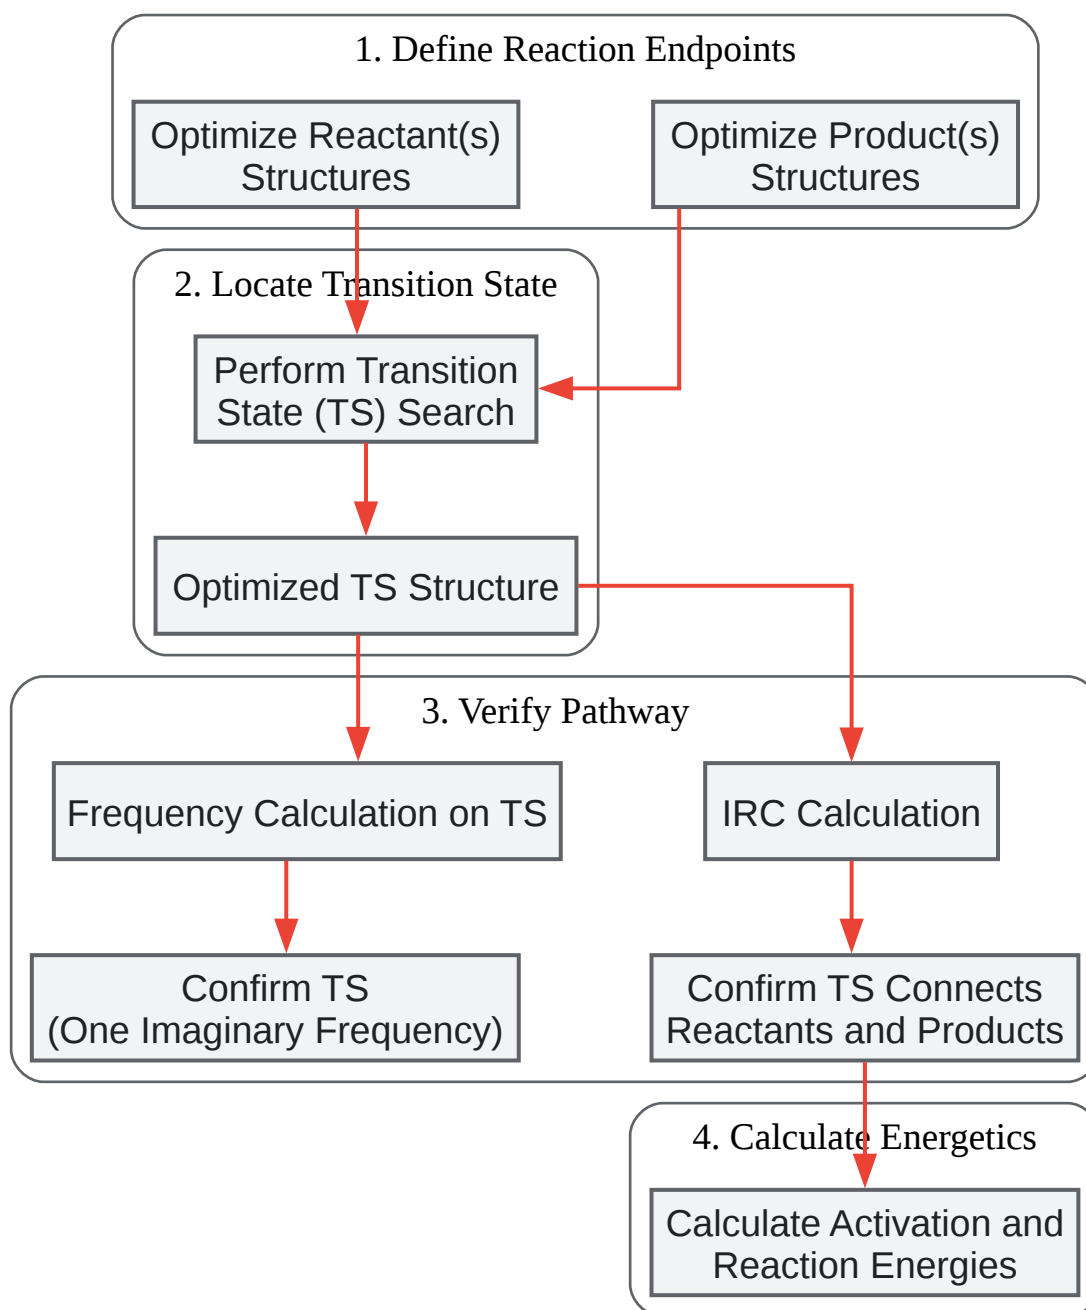 1. Define Reaction Endpoints
Optimize Reactant(s)
Structures
Optimize Product(s)
Structures
2. Locate Transition State
Perform Transition
State (TS) Search
Optimized TS Structure
3. Verify Pathway
Frequency Calculation on TS
IRC Calculation
Confirm TS
(One Imaginary Frequency)
Confirm TS Connects
Reactants and Products
4. Calculate Energetics
Calculate Activation and
Reaction Energies